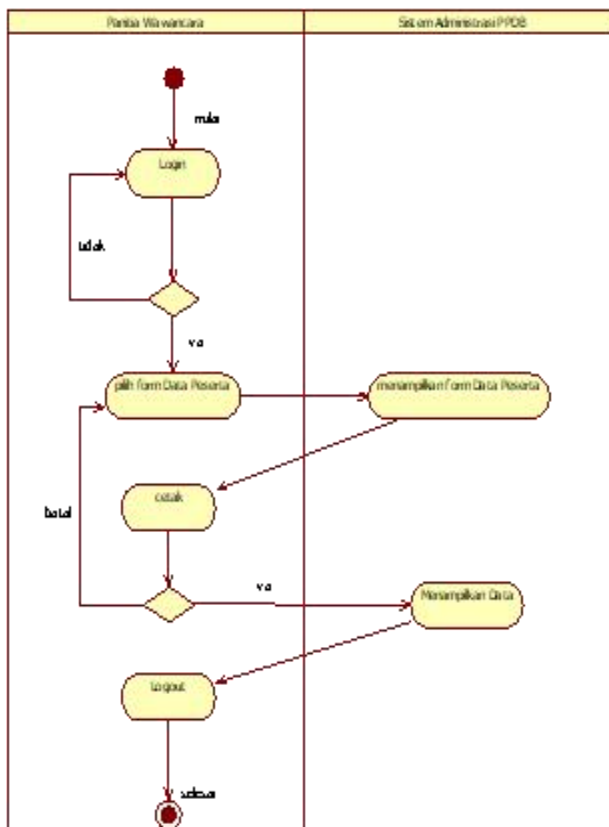 Panitia Wawancara
Sistem Administrasi PPDB
mulai
Login
tidak
ya
pilih form Data Peserta
menampilkan form Data Peserta
cetak
batal
ya
Menampilkan Data
Logout
selesai